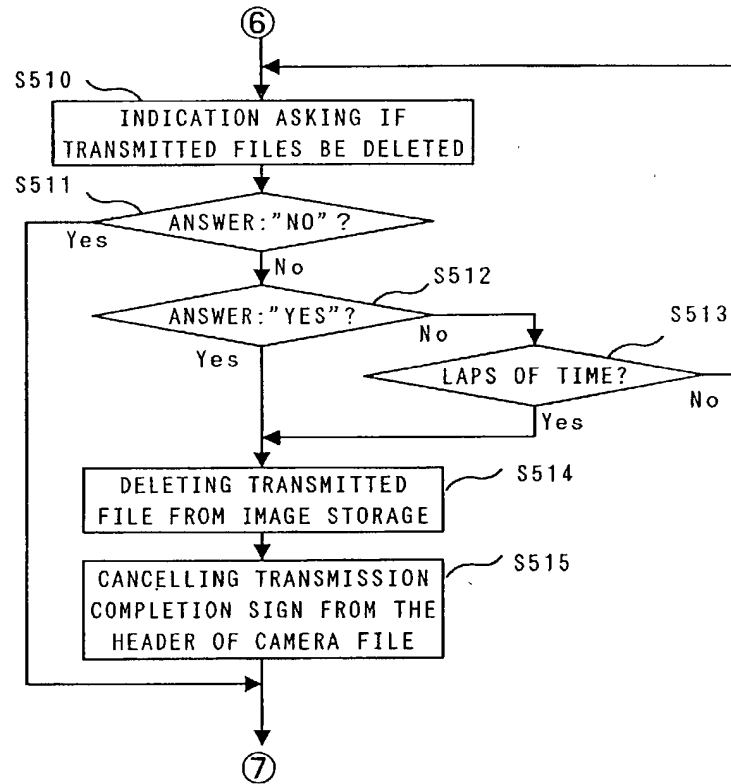 ⑥
S510
INDICATION ASKING IF
TRANSMITTED FILES BE DELETED
S511
ANSWER:"NO"?
Yes
No
S512
ANSWER:"YES"?
No
S513
Yes
LAPS OF TIME?
No
Yes
S514
DELETING TRANSMITTED
FILE FROM IMAGE STORAGE
S515
CANCELLING TRANSMISSION
COMPLETION SIGN FROM THE
HEADER OF CAMERA FILE
⑦